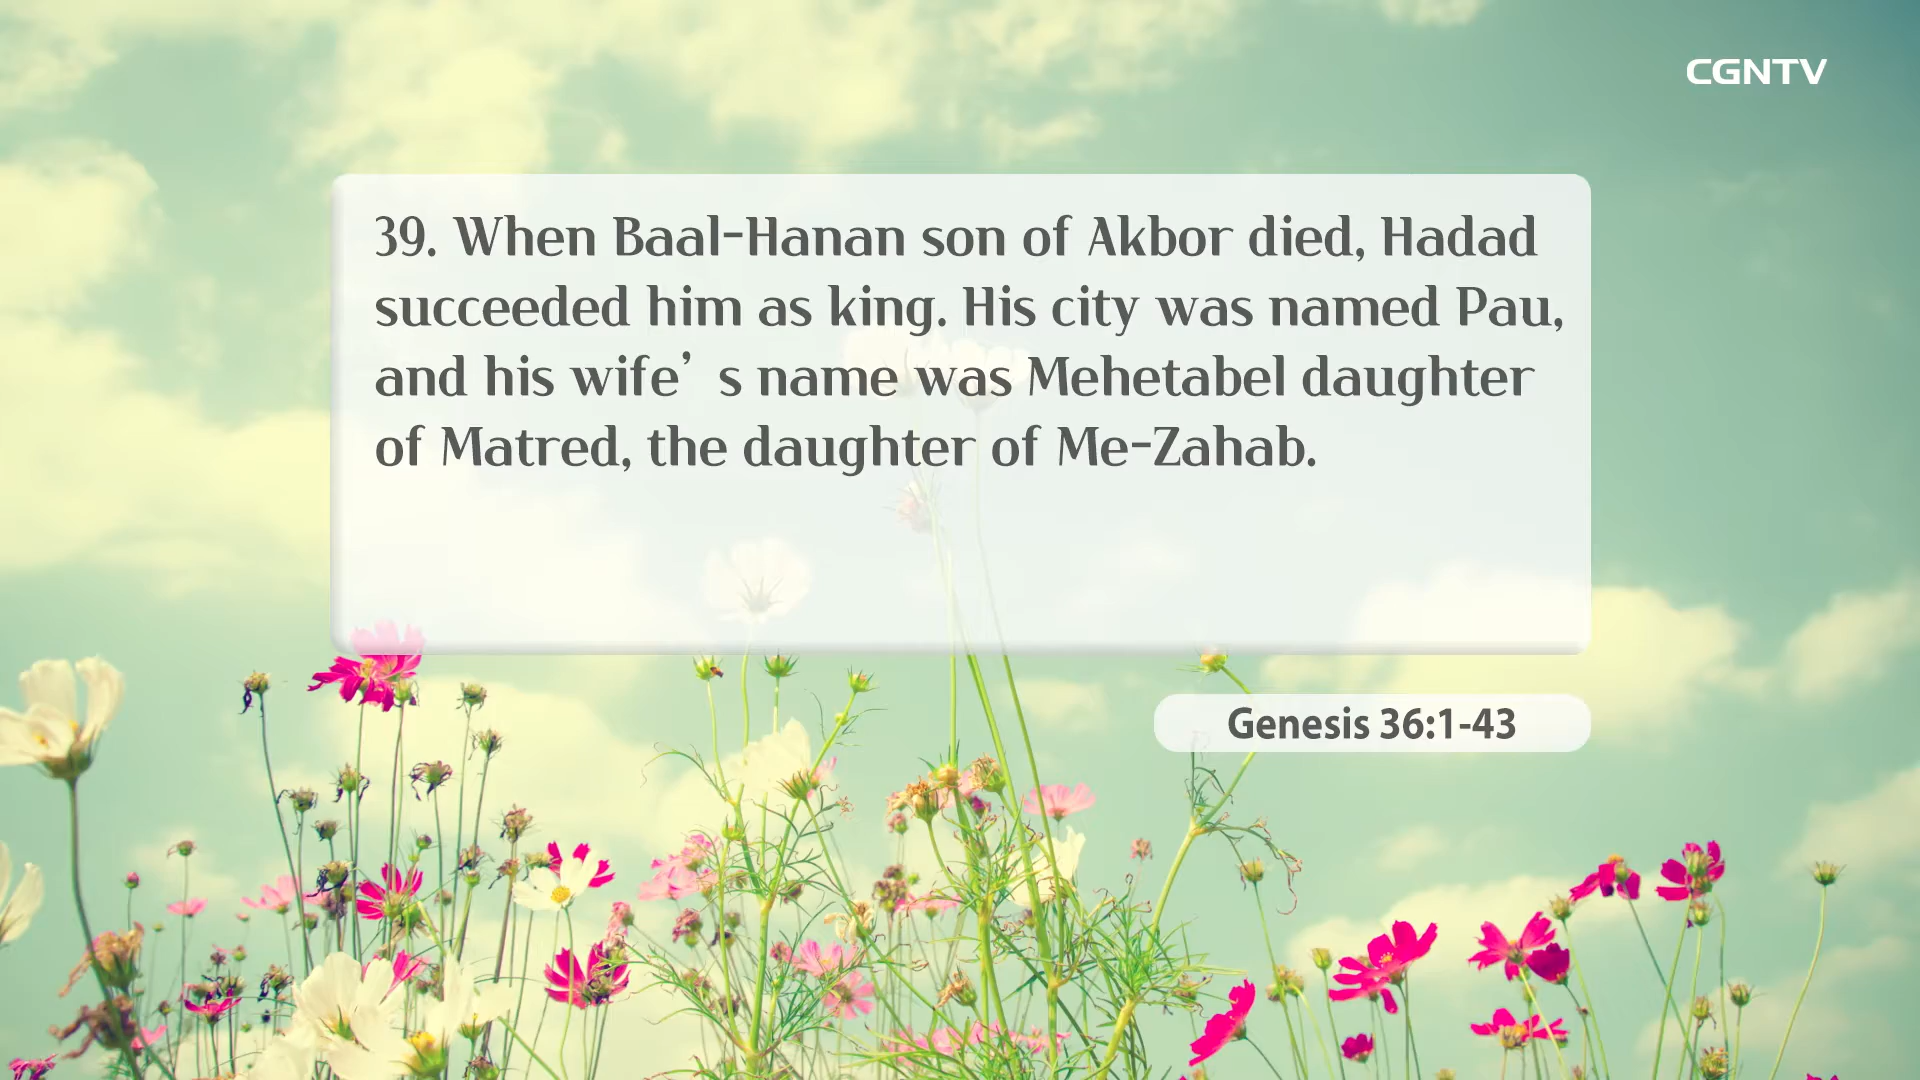 CGNTV
39. When Baal-Hanan son of Akbor died, Hadad
succeeded him as king. His city was named Pau,
and his wife’ s name was Mehetabel daughter
of Matred, the daughter of Me-Zahab.
Genesis 36:1-43